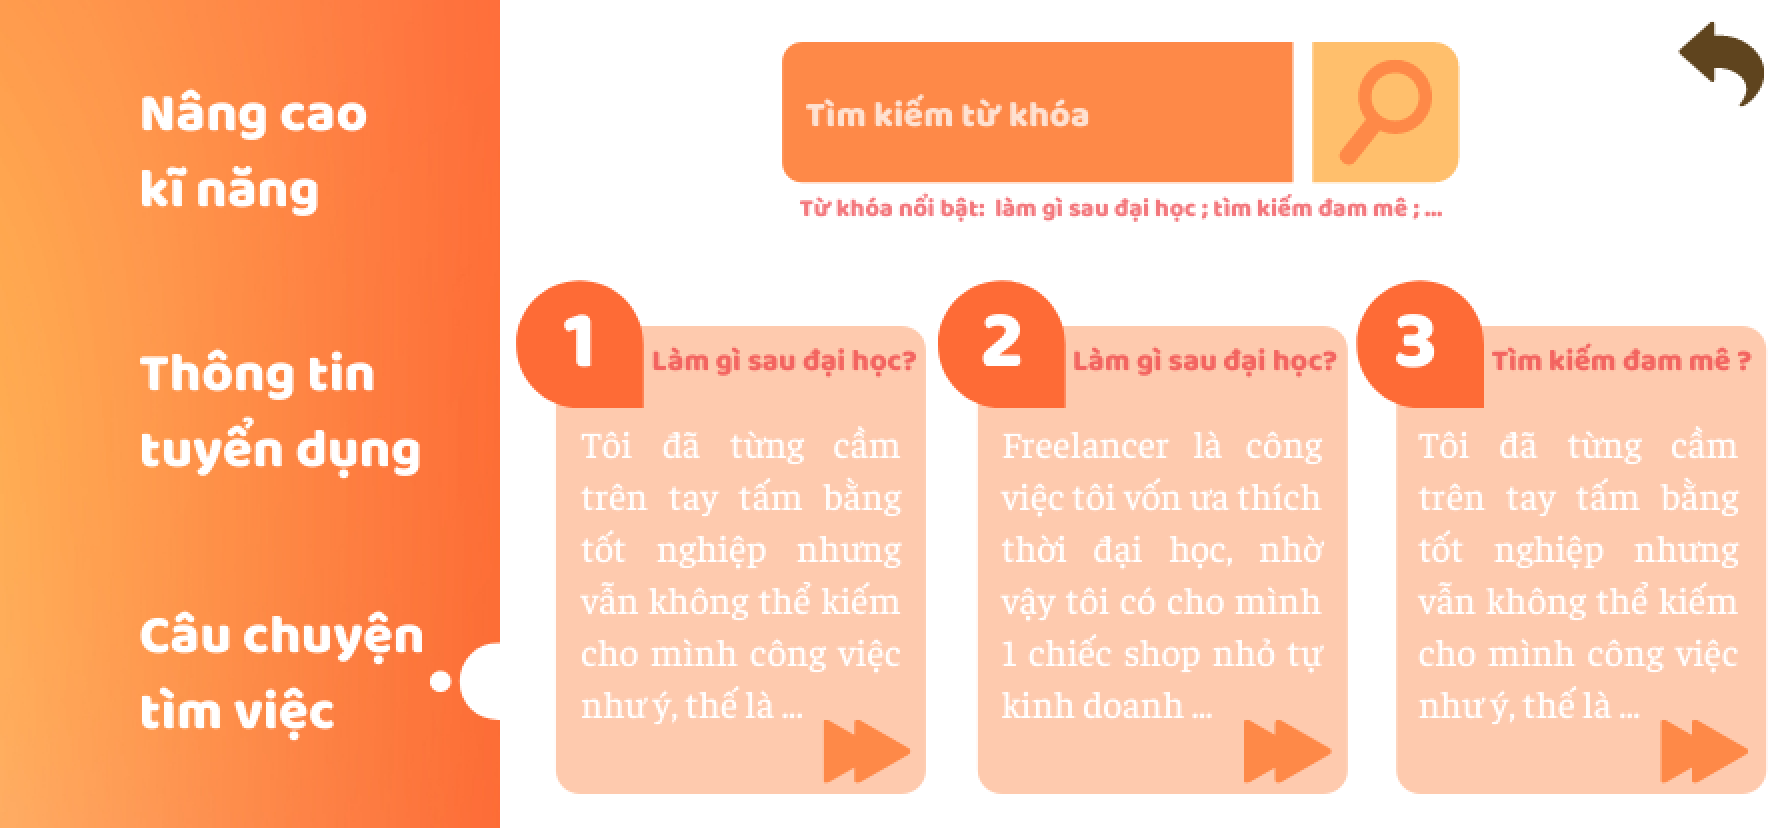 Nâng cao
kĩ năng
Thông tin
tuyển dụng
Câu chuyện
tìm việc
Tìm kiếm từ khóa
Từ khóa nổi bật: làm gì sau đại học ; tìm kiếm đam mê ; ...
1
Làm gì sau đại học?
Tôi đã từng cầm
trên tay tấm bằng
tốt nghiệp nhưng
vẫn không thể kiếm
cho mình công việc
như ý, thế là ...
2
Làm gì sau đại học?
Freelancer là công
việc tôi vốn ưa thích
thời đại học, nhờ
vậy tôi có cho mình
1 chiếc shop nhỏ tự
kinh doanh ...
3
Tìm kiếm đam mê ?
Tôi đã từng cầm
trên tay tấm bằng
tốt nghiệp nhưng
vẫn không thể kiếm
cho mình công việc
như ý, thế là ...